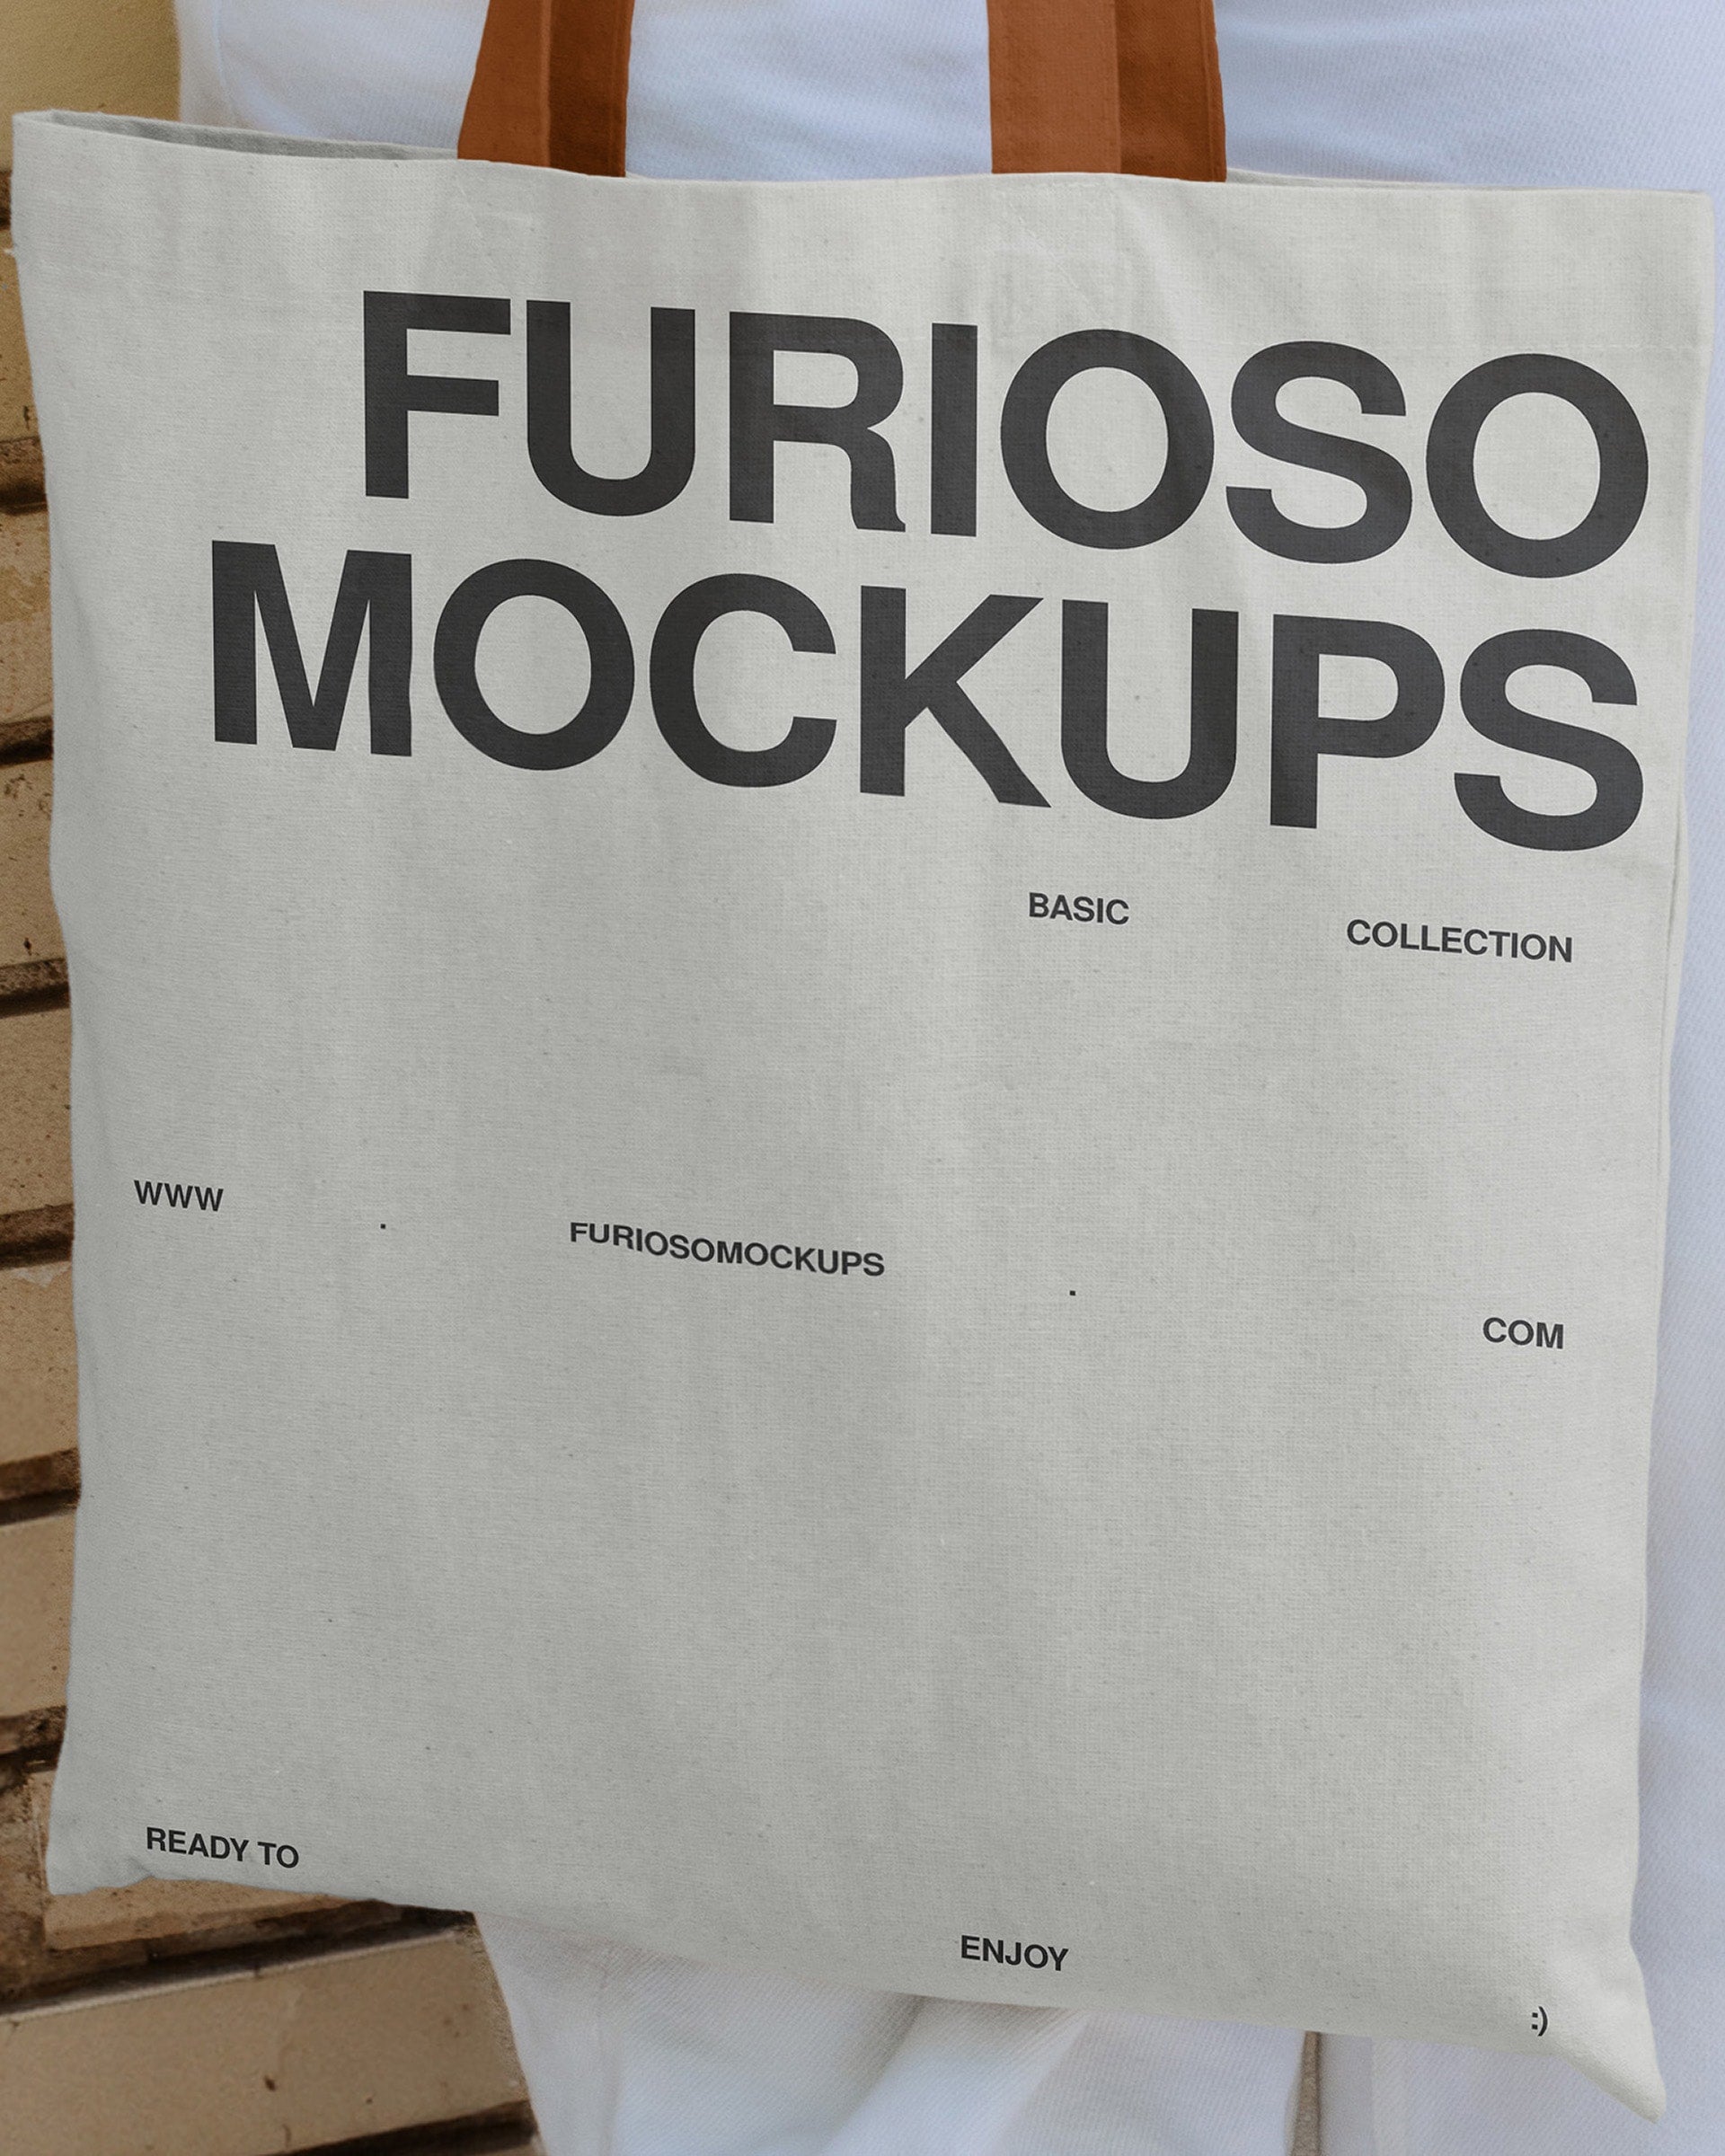 FURIOSO
MOCKUPS
BASIC COLLECTION
WWW . FURIOSOMOCKUPS . COM
READY TO ENJOY :)